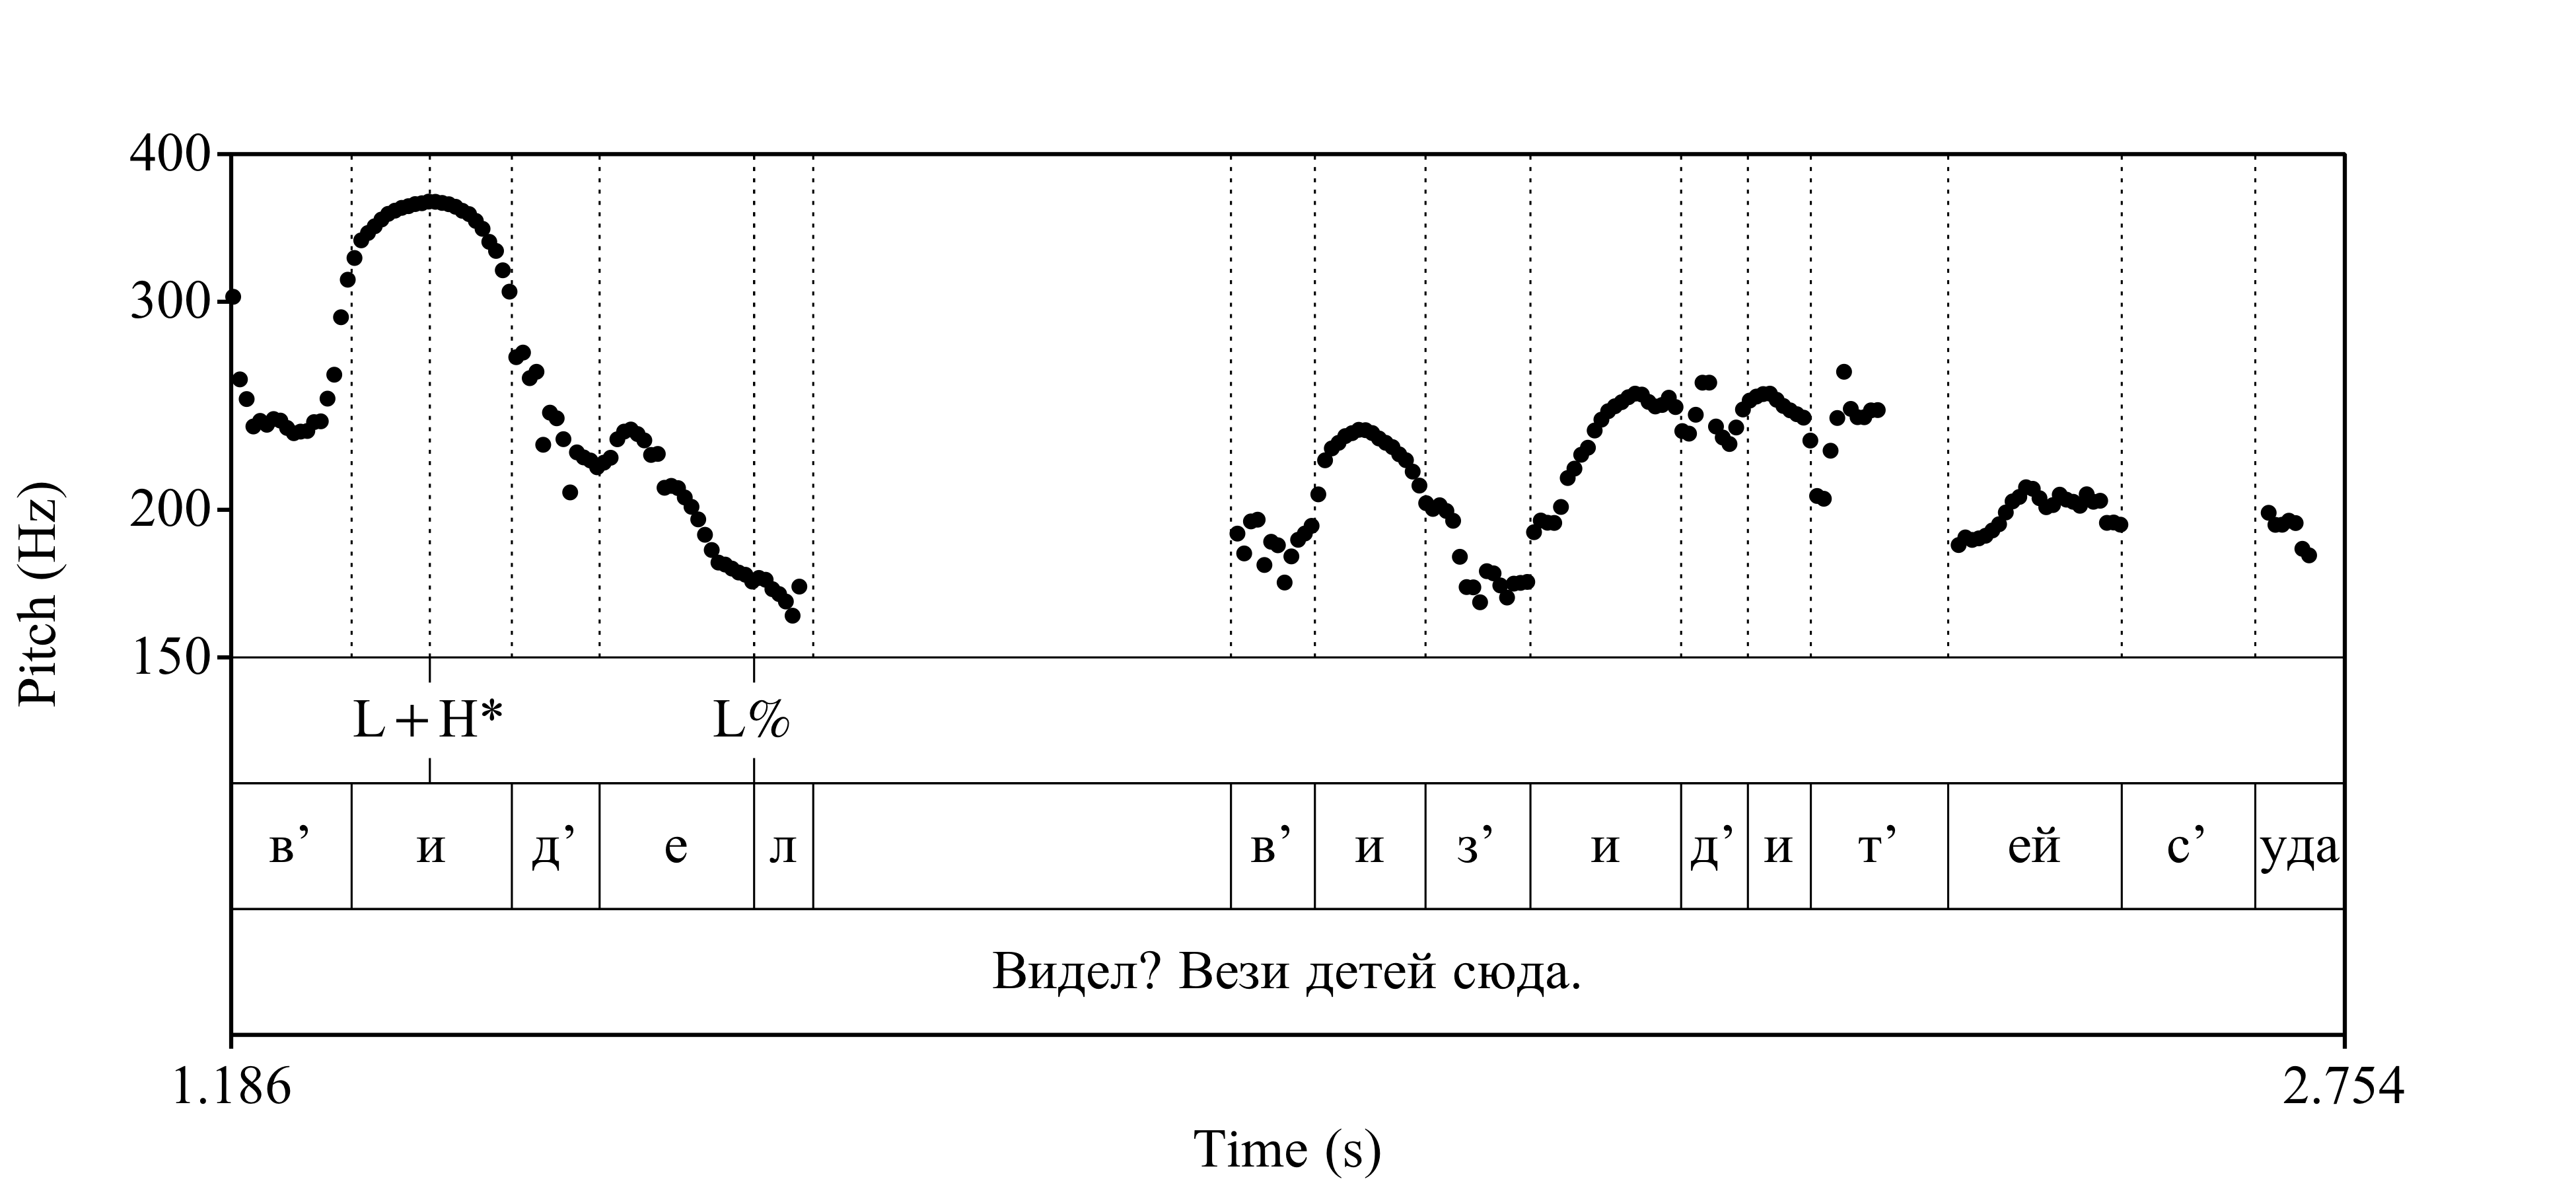 400
300
200
150
Pitch (Hz)
L+H* L%
в’ и д’ е л в’ и з’ и д’ и т’ ей с’ уда
Видел? Вези детей сюда.
1.186 2.754
Time (s)